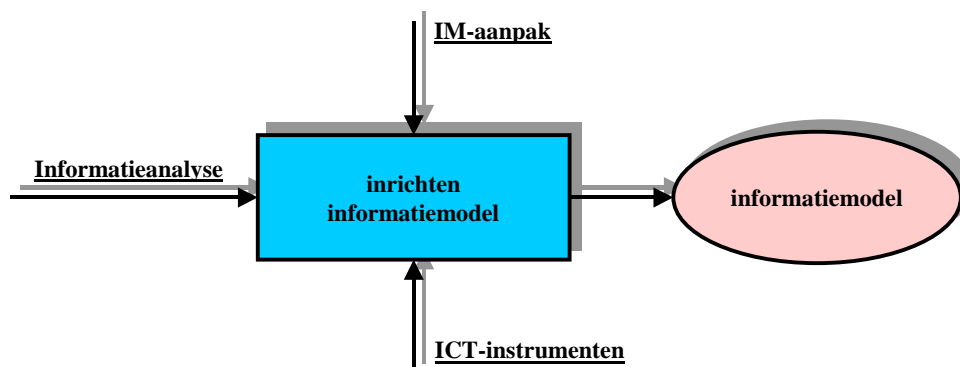 IM-aanpak
Informatieanalyse
inrichten
informatiemodel
informatiemodel
ICT-instrumenten